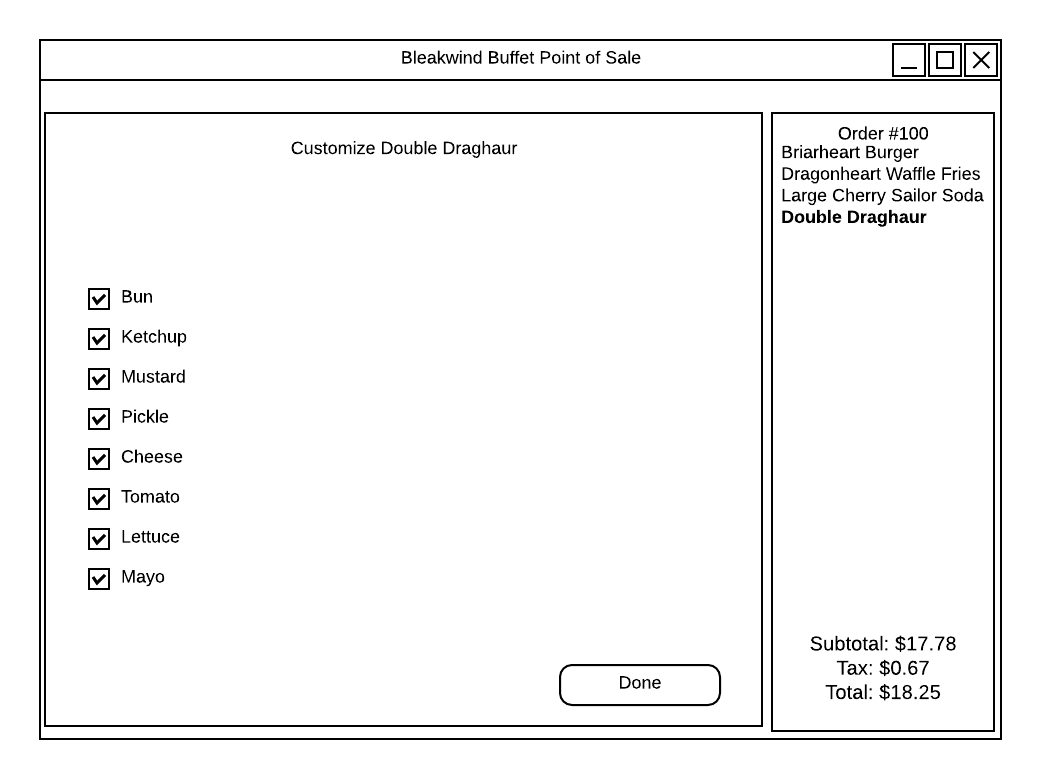 Bleakwind Buffet Point of Sale
Customize Double Draghaur
Bun
Ketchup
Mustard
Pickle
Cheese
Tomato
Lettuce
Mayo
Done
Order #100
Briarheart Burger
Dragonheart Waffle Fries
Large Cherry Sailor Soda
Double Draghaur
Subtotal: $17.78
Tax: $0.67
Total: $18.25